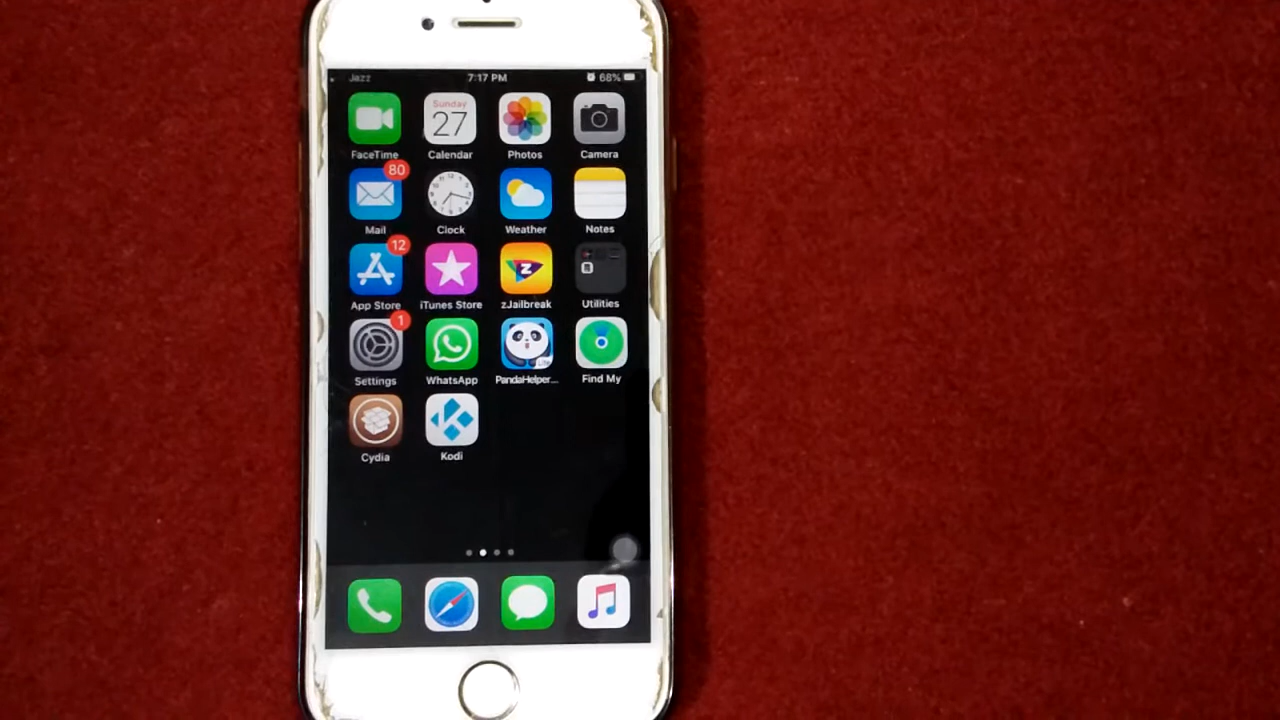 Jazz 7:17 PM 68%
Sunday
27
FaceTime Calendar Photos Camera
80
Mail Clock Weather Notes
12
App Store iTunes Store zJailbreak Utilities
1
Settings WhatsApp PandaHelper... Find My
Cydia Kodi